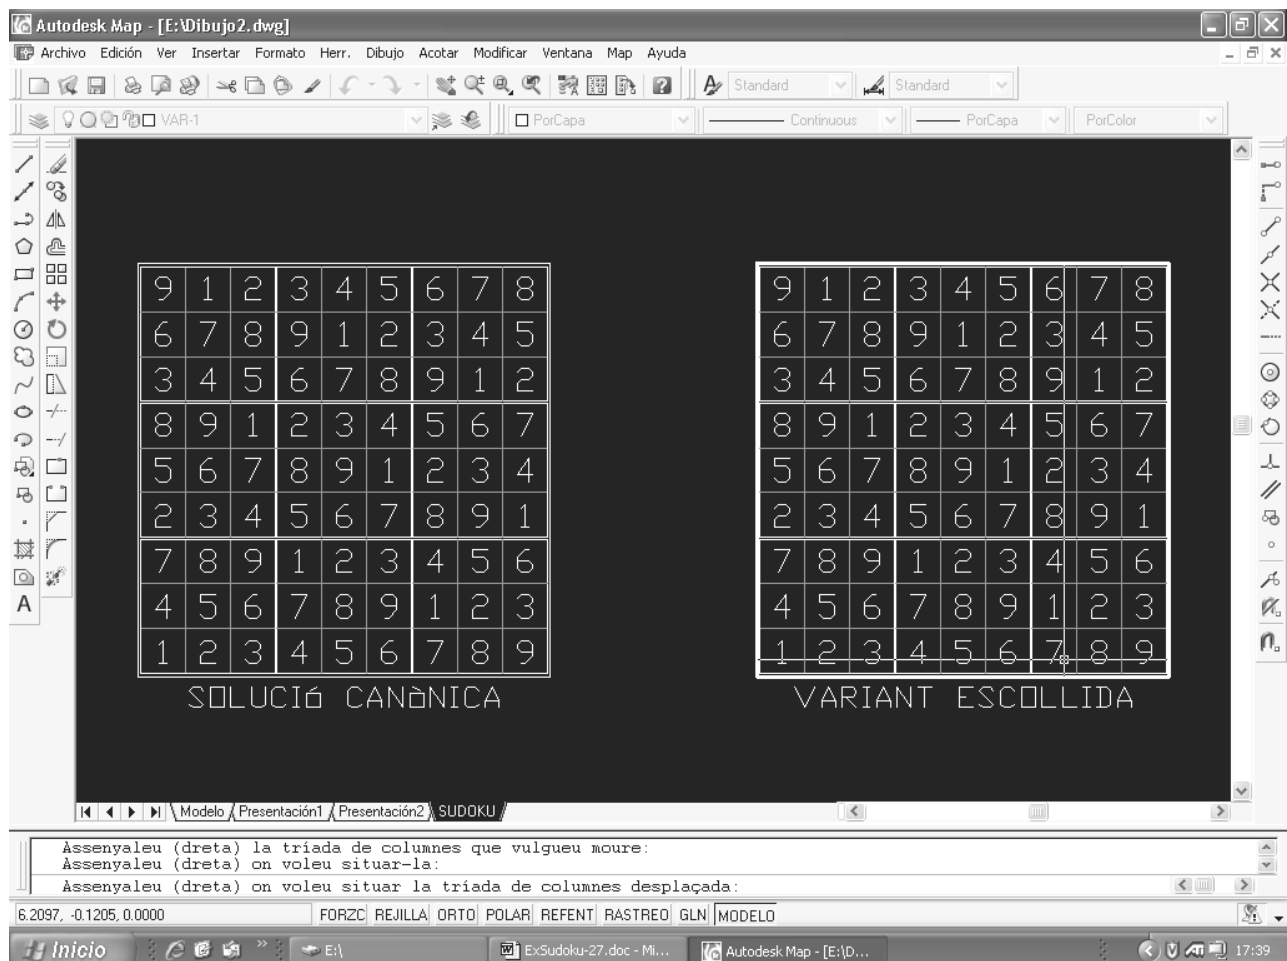 Autodesk Map - [E:\Dibujo2.dwg]
Archivo Edición Ver Insertar Formato Herr. Dibujo Acotar Modificar Ventana Map Ayuda
Standard Standard
VAR-1 PorCapa Continuous PorCapa PorColor
9 1 2 3 4 5 6 7 8 9 1 2 3 4 5 6 7 8
6 7 8 9 1 2 3 4 5 6 7 8 9 1 2 3 4 5
3 4 5 6 7 8 9 1 2 3 4 5 6 7 8 9 1 2
8 9 1 2 3 4 5 6 7 8 9 1 2 3 4 5 6 7
5 6 7 8 9 1 2 3 4 5 6 7 8 9 1 2 3 4
2 3 4 5 6 7 8 9 1 2 3 4 5 6 7 8 9 1
7 8 9 1 2 3 4 5 6 7 8 9 1 2 3 4 5 6
4 5 6 7 8 9 1 2 3 4 5 6 7 8 9 1 2 3
1 2 3 4 5 6 7 8 9 1 2 3 4 5 6 7 8 9
SOLUCIó CANòNICA VARIANT ESCOLLIDA
Modelo Presentación1 Presentación2 SUDOKU
Assenyaleu (dreta) la tríada de columnes que vulgueu moure:
Assenyaleu (dreta) on voleu situar-la:
Assenyaleu (dreta) on voleu situar la tríada de columnes desplaçada:
6.2097, -0.1205, 0.0000 FORZC REJILLA ORTO POLAR REFENT RASTREO GLN MODELO
Inicio » E:\ ExSudoku-27.doc - Mi... Autodesk Map - [E:\D... 17:39